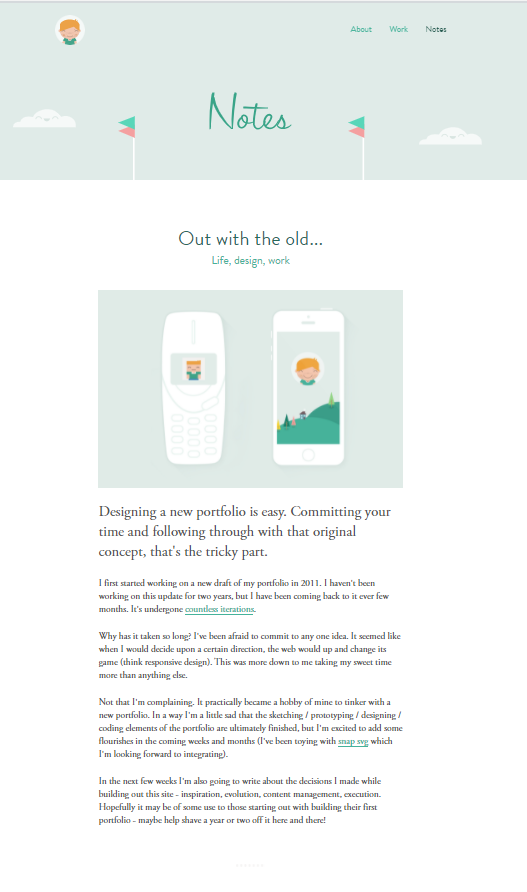 About Work Notes
Notes
Out with the old...
Life, design, work
Designing a new portfolio is easy. Committing your
time and following through with that original
concept, that's the tricky part.
I first started working on a new draft of my portfolio in 2011. I haven't been
working on this update for two years, but I have been coming back to it ever few
months. It's undergone countless iterations.
Why has it taken so long? I've been afraid to commit to any one idea. It seemed like
when I would decide upon a certain direction, the web would up and change its
game (think responsive design). This was more down to me taking my sweet time
more than anything else.
Not that I'm complaining. It practically became a hobby of mine to tinker with a
new portfolio. In a way I'm a little sad that the sketching / prototyping / designing /
coding elements of the portfolio are ultimately finished, but I'm excited to add some
flourishes in the coming weeks and months (I've been toying with snap svg which
I'm looking forward to integrating).
In the next few weeks I'm also going to write about the decisions I made while
building out this site - inspiration, evolution, content management, execution.
Hopefully it may be of some use to those starting out with building their first
portfolio - maybe help shave a year or two off it here and there!